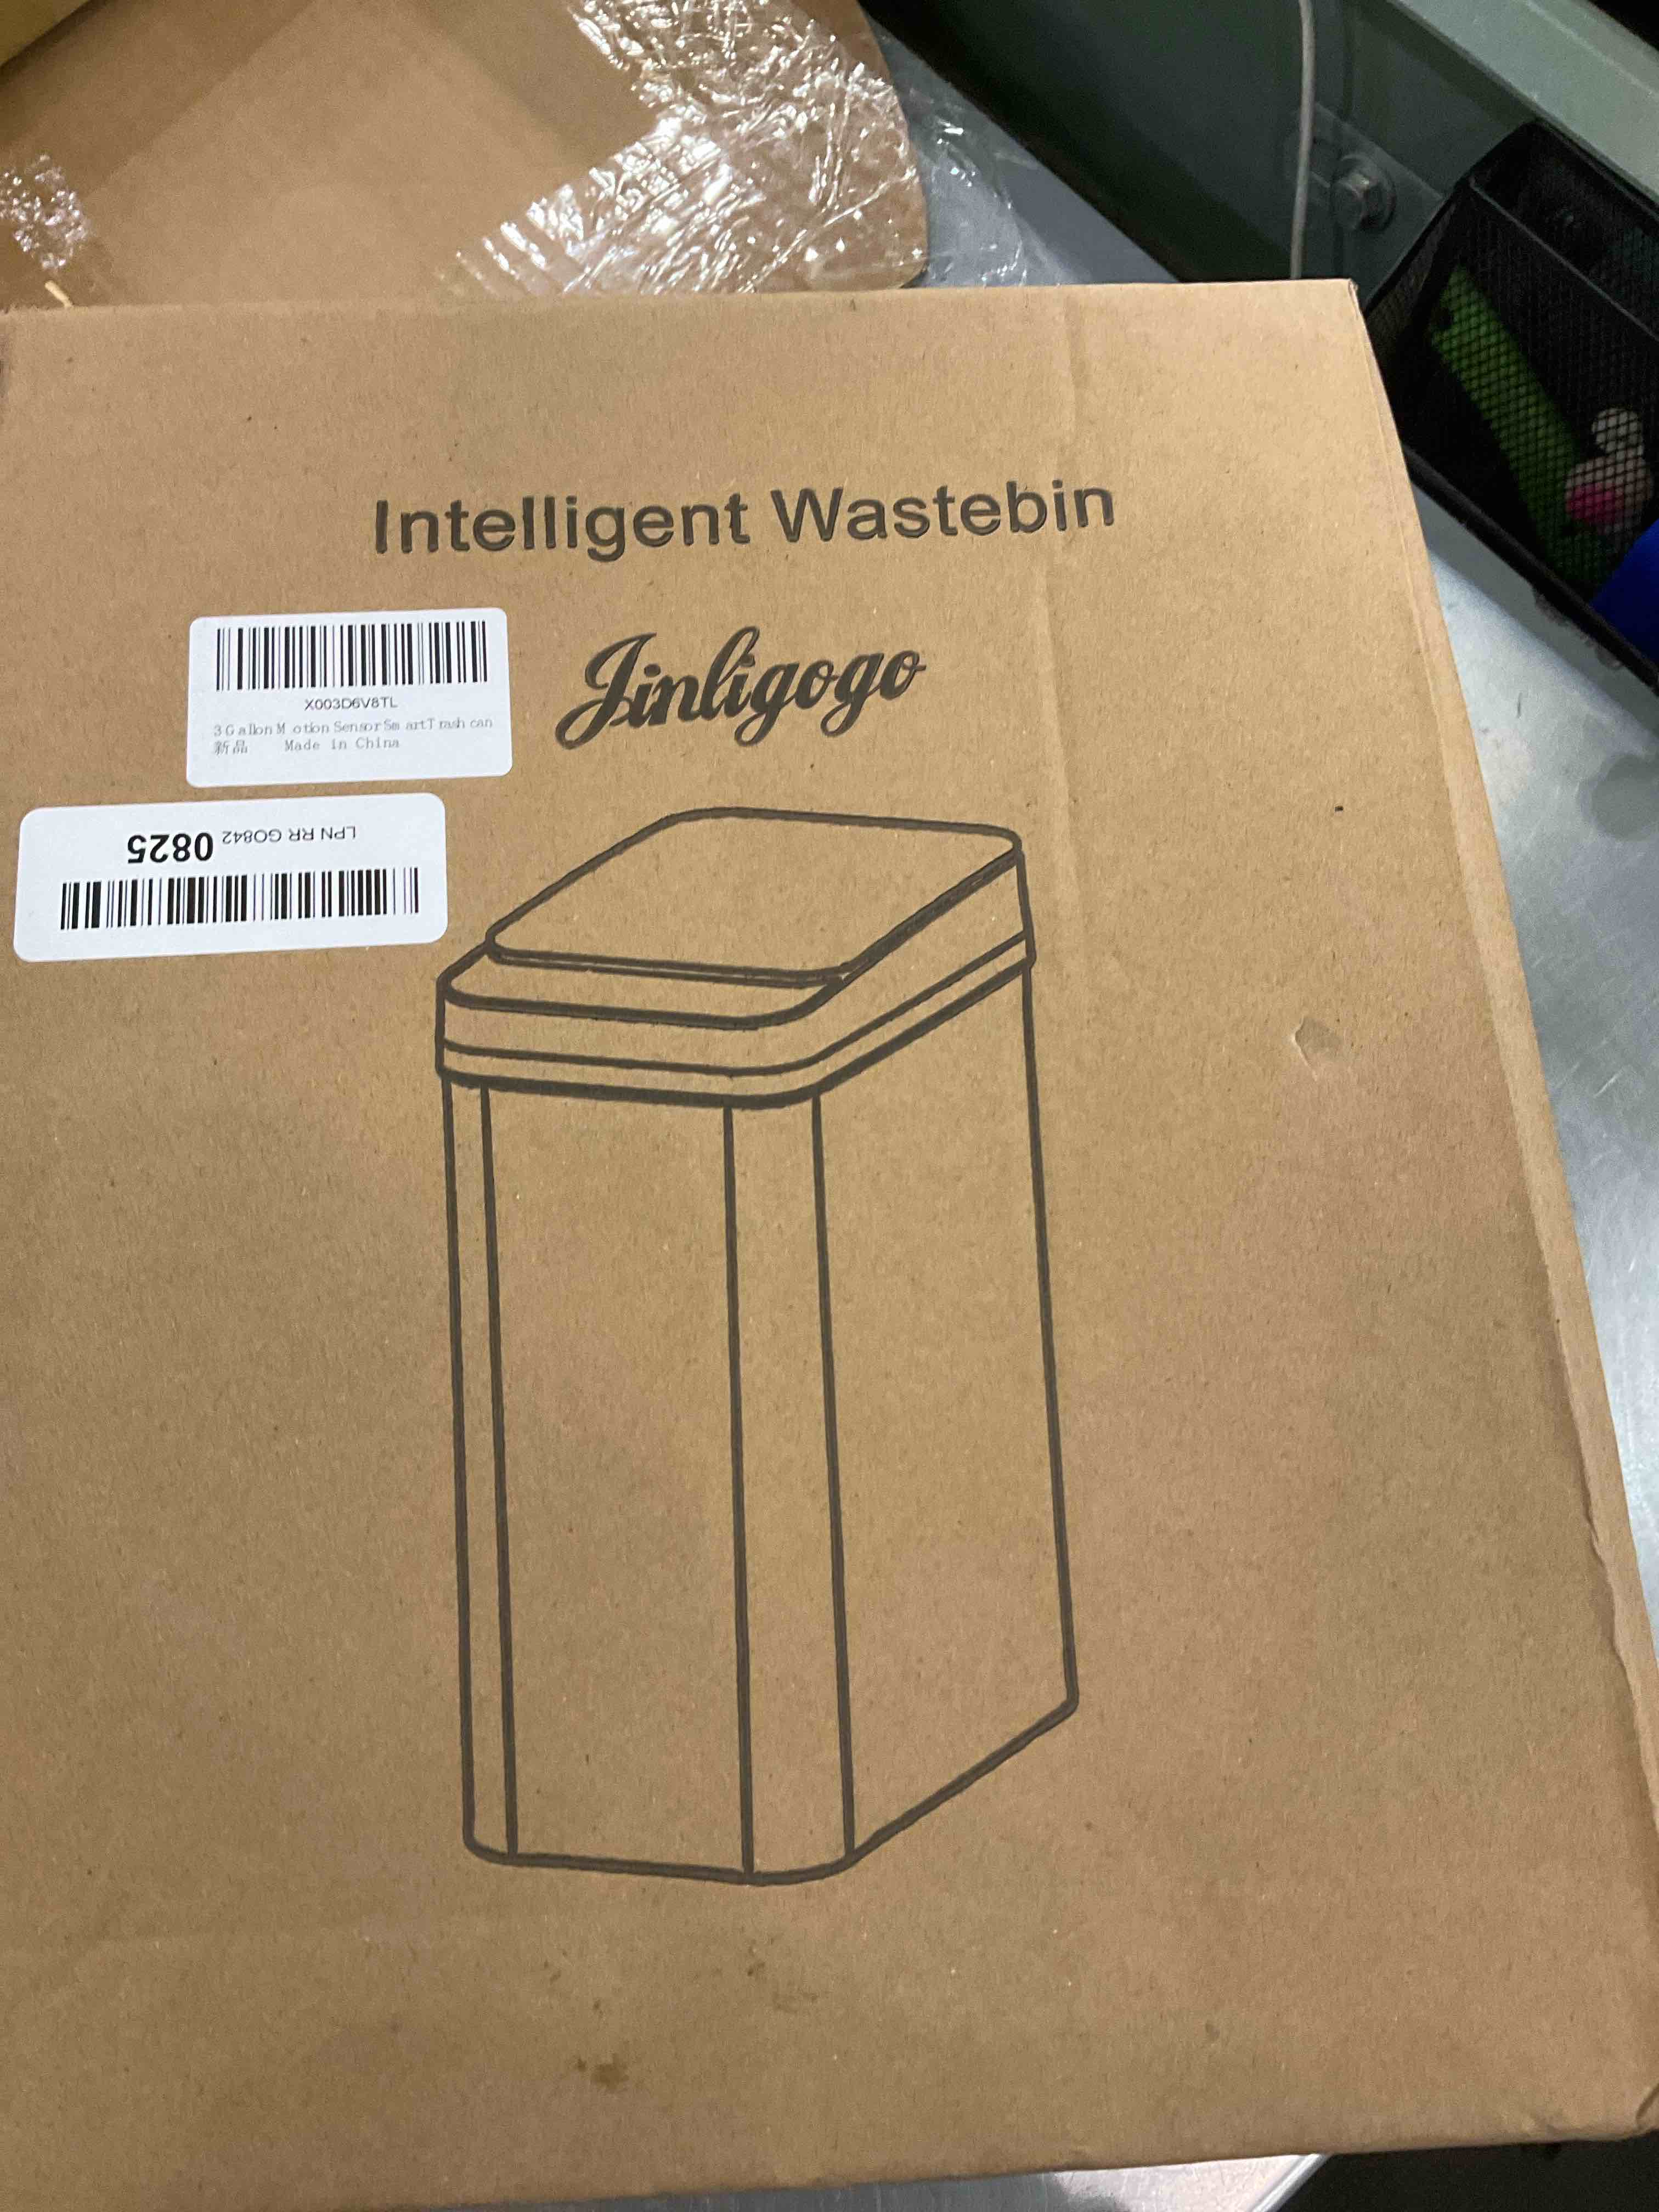 Intelligent Wastebin
Jinligogo
X003D6V8TL
3 Gallon Motion Sensor Smart Trash can
新品 Made in China
LPN RR GO842 0825